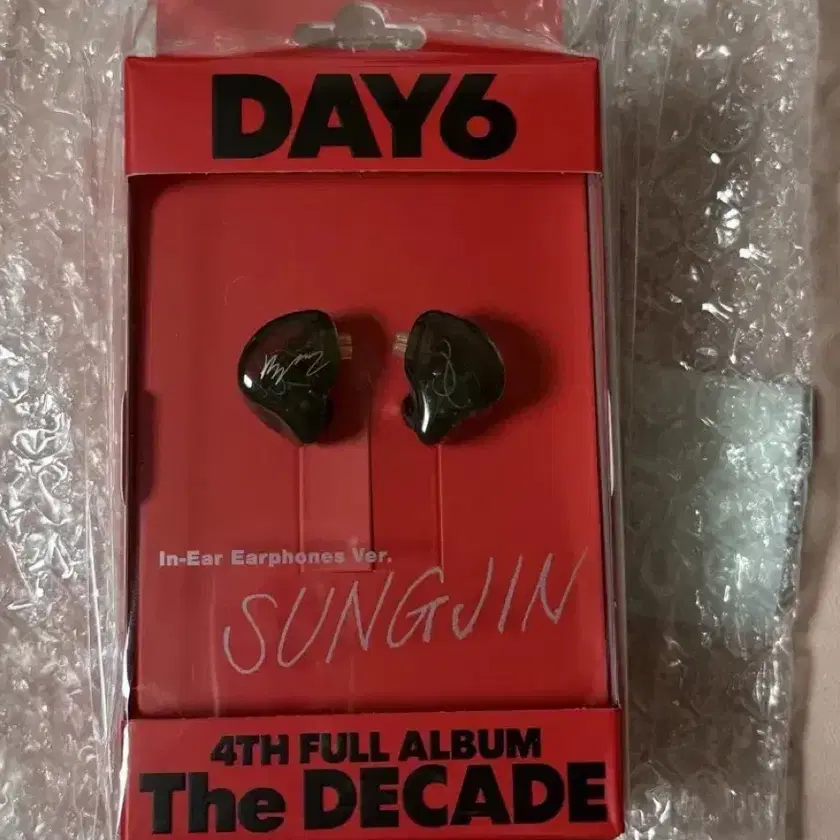 DAY6
In-Ear Earphones Ver.
SUNGJIN
4TH FULL ALBUM
The DECADE